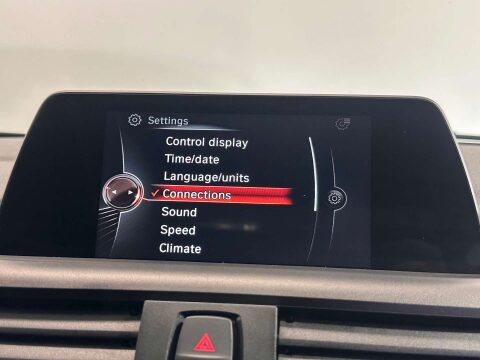 Settings
Control display
Time/date
Language/units
Connections
Sound
Speed
Climate